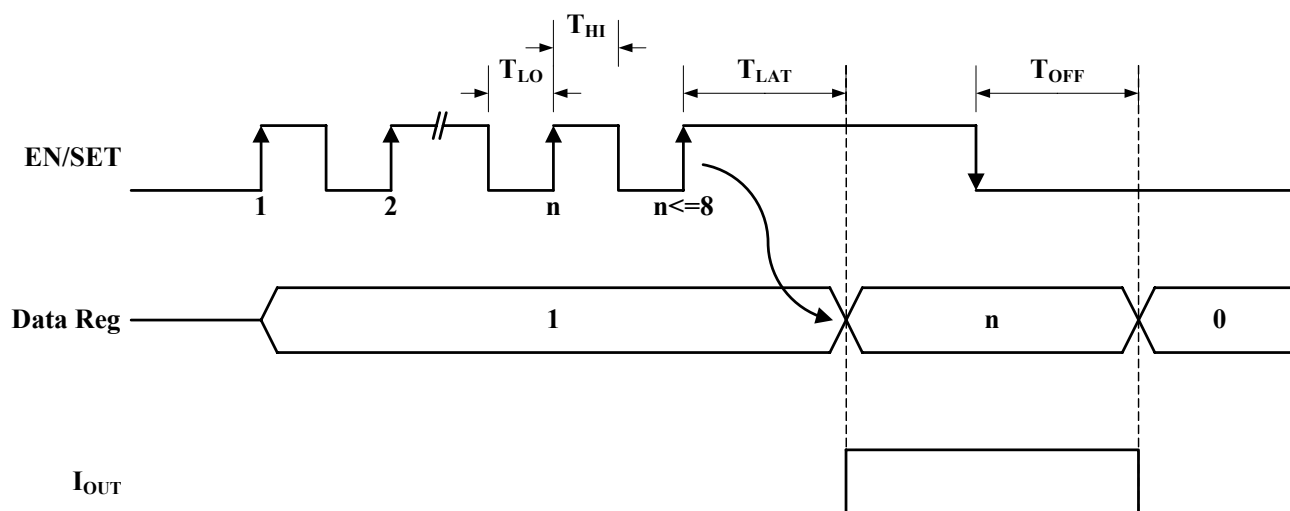 T_HI
T_LO
T_LAT
T_OFF
EN/SET
1
2
n
n<=8
Data Reg
1
n
0
I_OUT